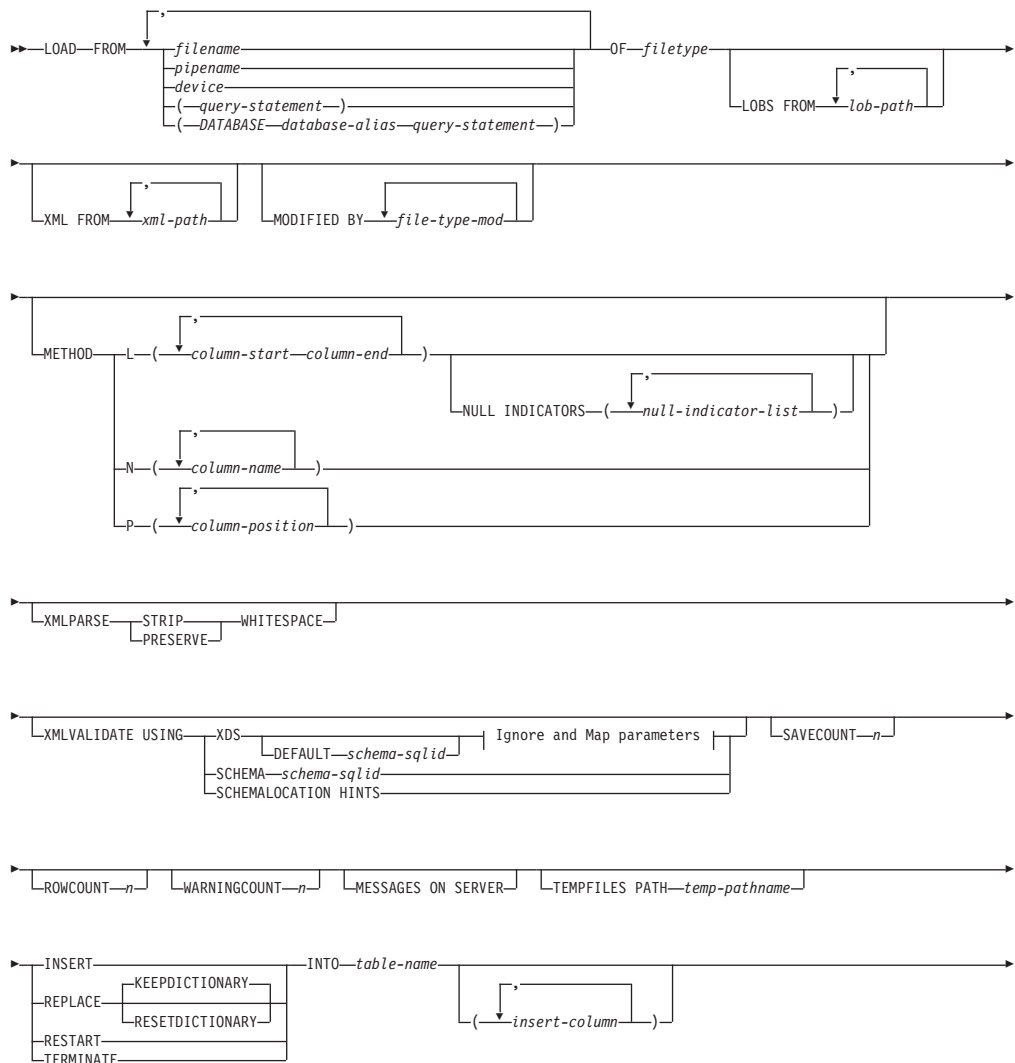 ,
LOAD FROM filename OF filetype
pipename
device
( query-statement )
( DATABASE database-alias query-statement )
,
LOBS FROM lob-path
,
XML FROM xml-path
MODIFIED BY file-type-mod
,
METHOD L ( column-start column-end )
,
NULL INDICATORS ( null-indicator-list )
,
N ( column-name )
,
P ( column-position )
XMLPARSE STRIP WHITESPACE
PRESERVE
XMLVALIDATE USING XDS Ignore and Map parameters
DEFAULT schema-sqlid
SCHEMA schema-sqlid
SCHEMALOCATION HINTS
SAVECOUNT n
ROWCOUNT n WARNINGCOUNT n MESSAGES ON SERVER TEMPFILES PATH temp-pathname
INSERT INTO table-name
KEEPDICTIONARY
REPLACE
RESETDICTIONARY
RESTART
TERMINATE
,
( insert-column )